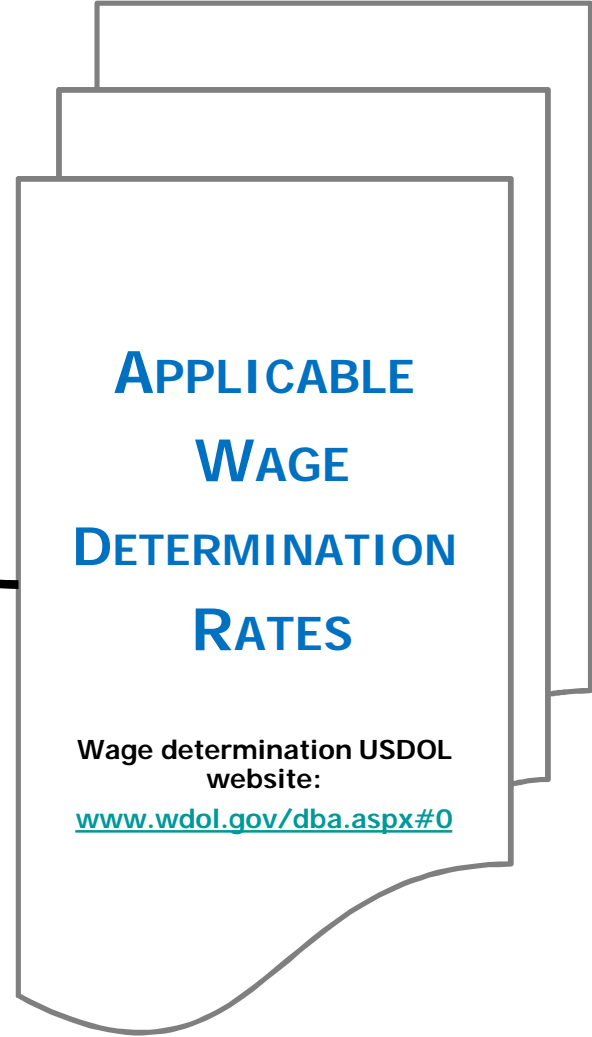 APPLICABLE
WAGE
DETERMINATION
RATES
Wage determination USDOL
website:
www.wdol.gov/dba.aspx#0